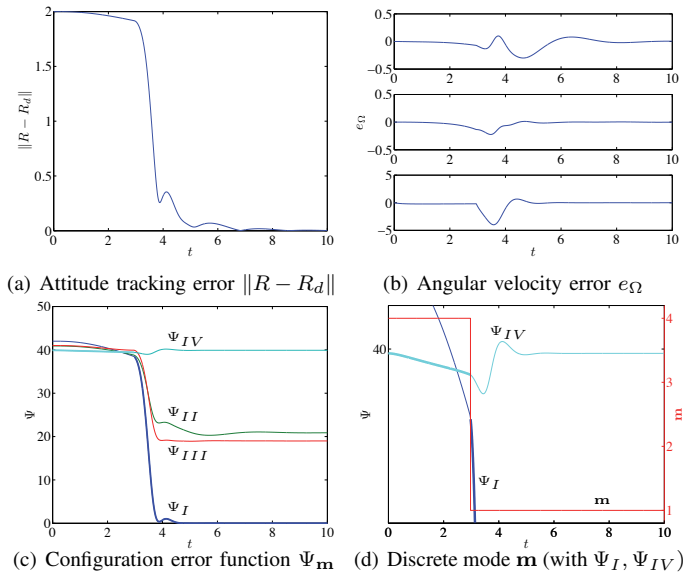 2
1.5
1
0.5
0
0 2 4 6 8 10
t
‖R − R_d‖
(a) Attitude tracking error ‖R − R_d‖
0.5
0
−0.5
0 2 4 6 8 10
0.5
0
−0.5
0 2 4 6 8 10
e_Ω
5
0
−5
0 2 4 6 8 10
t
(b) Angular velocity error e_Ω
50
40
30
20
10
0
0 2 4 6 8 10
t
Ψ
Ψ_IV
Ψ_II
Ψ_III
Ψ_I
(c) Configuration error function Ψ_m
40
Ψ
0 2 4 6 8 10
t
4
3
2
1
m
Ψ_IV
Ψ_I
m
(d) Discrete mode m (with Ψ_I, Ψ_IV)